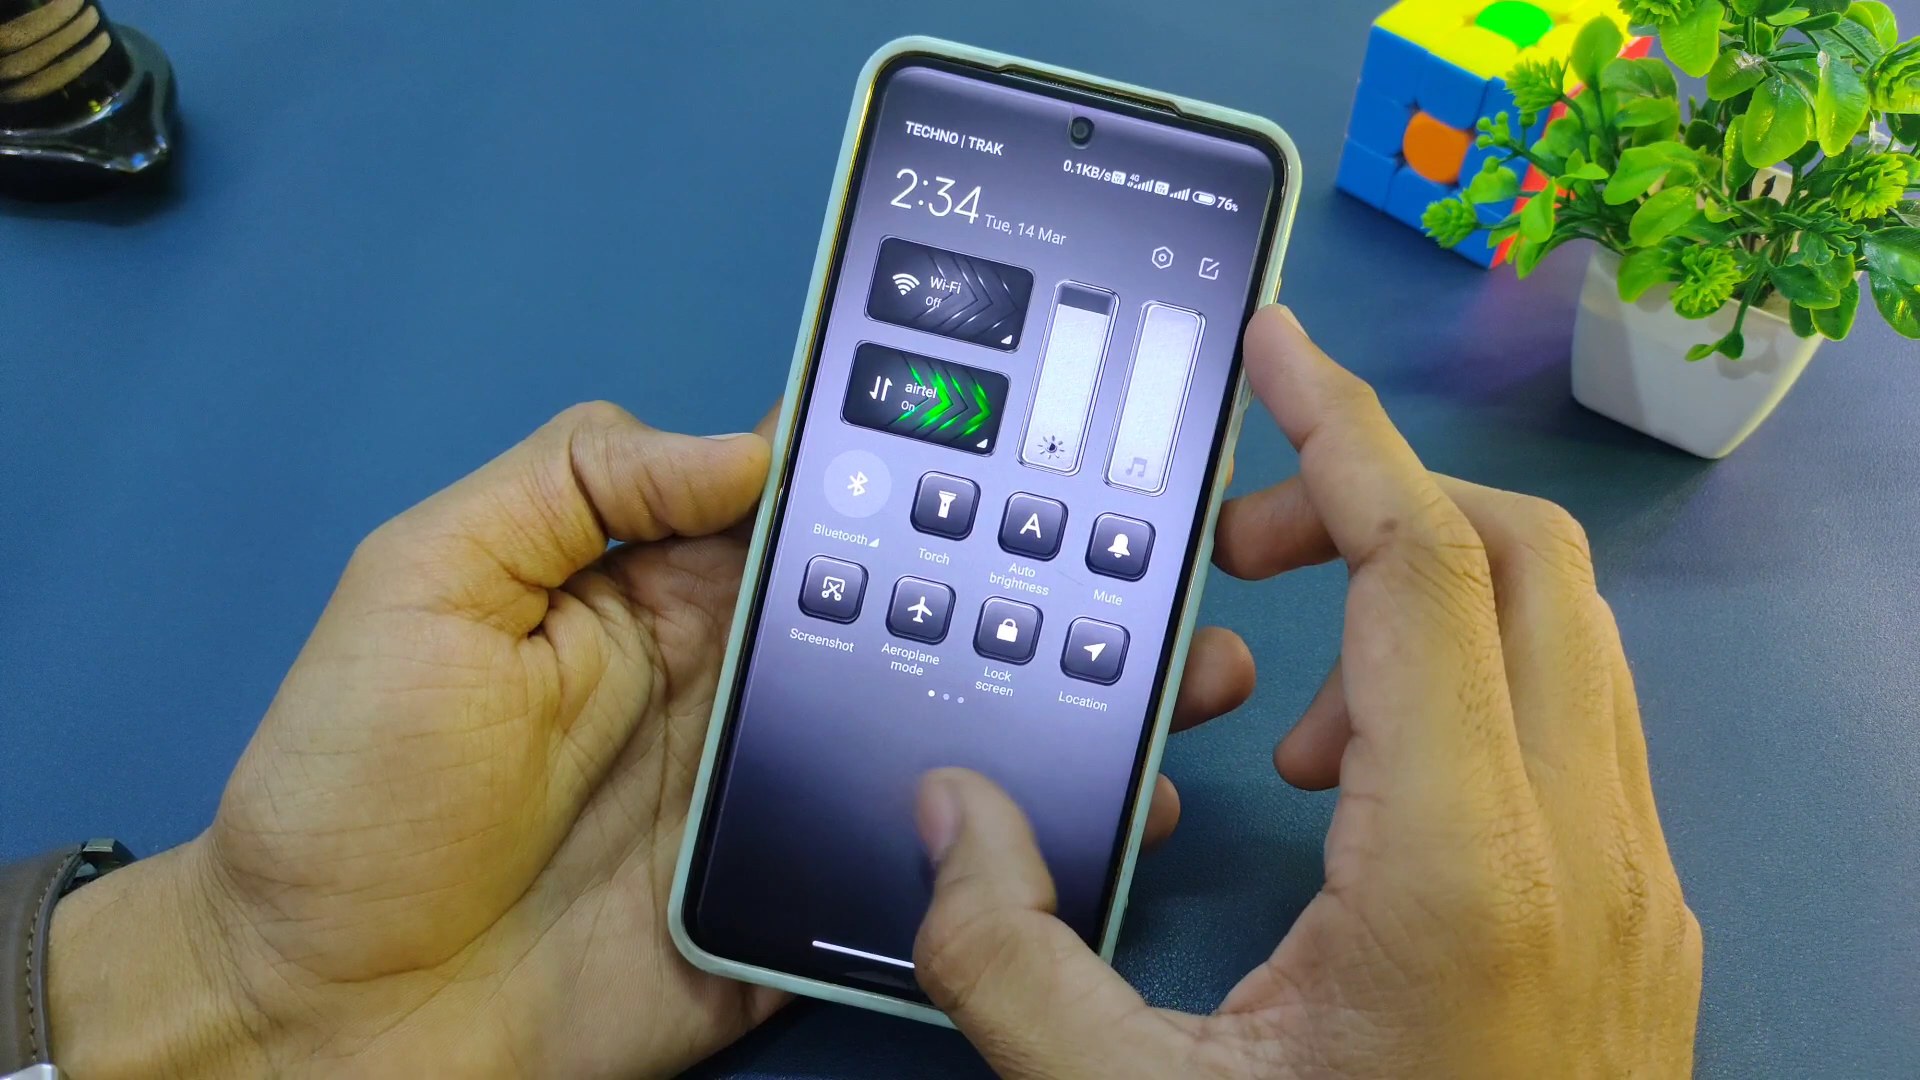 TECHNO | TRAK
0.1KB/s
4G
76%
2:34 Tue, 14 Mar
Wi-Fi
Off
airtel
On
Bluetooth
Torch
A
Auto
brightness
Mute
Screenshot
Aeroplane
mode
Lock
screen
Location